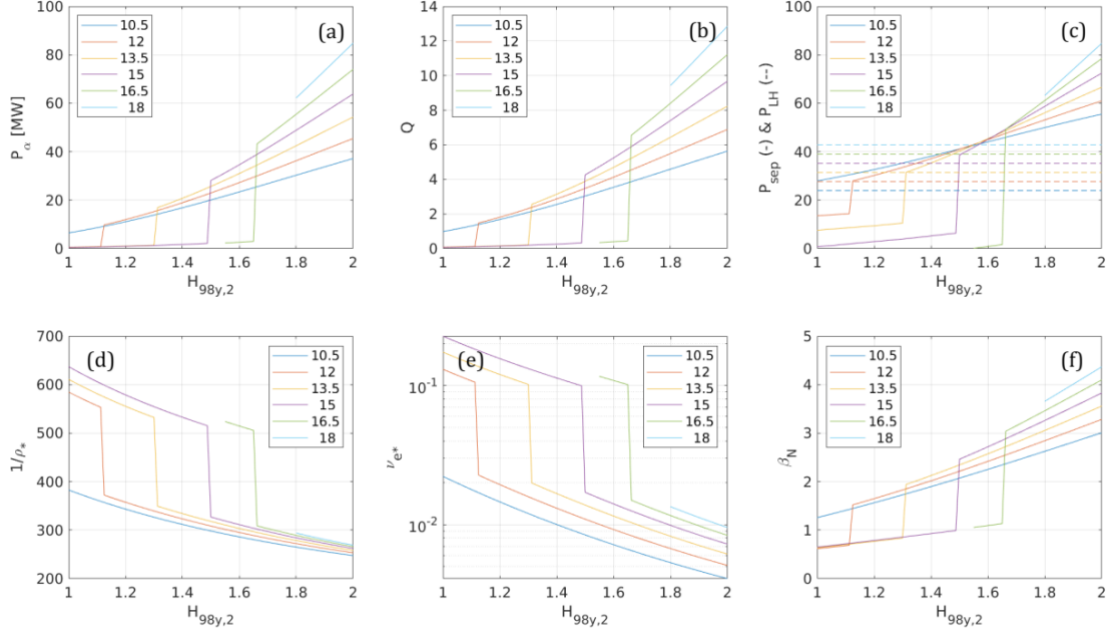 (a)
P_α [MW]
100
80
60
40
20
0
10.5
12
13.5
15
16.5
18
1 1.2 1.4 1.6 1.8 2
H_98y,2
(b)
Q
14
12
10
8
6
4
2
0
10.5
12
13.5
15
16.5
18
1 1.2 1.4 1.6 1.8 2
H_98y,2
(c)
P_sep (-) & P_LH (--)
100
80
60
40
20
0
10.5
12
13.5
15
16.5
18
1 1.2 1.4 1.6 1.8 2
H_98y,2
(d)
1/ρ_*
700
600
500
400
300
200
10.5
12
13.5
15
16.5
18
1 1.2 1.4 1.6 1.8 2
H_98y,2
(e)
ν_e*
10^-1
10^-2
10.5
12
13.5
15
16.5
18
1 1.2 1.4 1.6 1.8 2
H_98y,2
(f)
β_N
5
4
3
2
1
0
10.5
12
13.5
15
16.5
18
1 1.2 1.4 1.6 1.8 2
H_98y,2